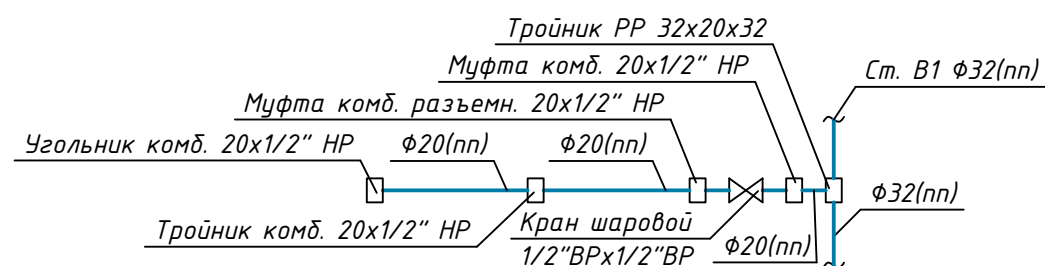 Тройник РР 32х20х32
Муфта комб. 20х1/2" НР
Ст. В1 Ф32(пп)
Муфта комб. разъемн. 20х1/2" НР
Угольник комб. 20х1/2" НР
Ф20(пп)
Ф20(пп)
Ф32(пп)
Тройник комб. 20х1/2" НР
Кран шаровой
1/2"ВРх1/2"ВР
Ф20(пп)